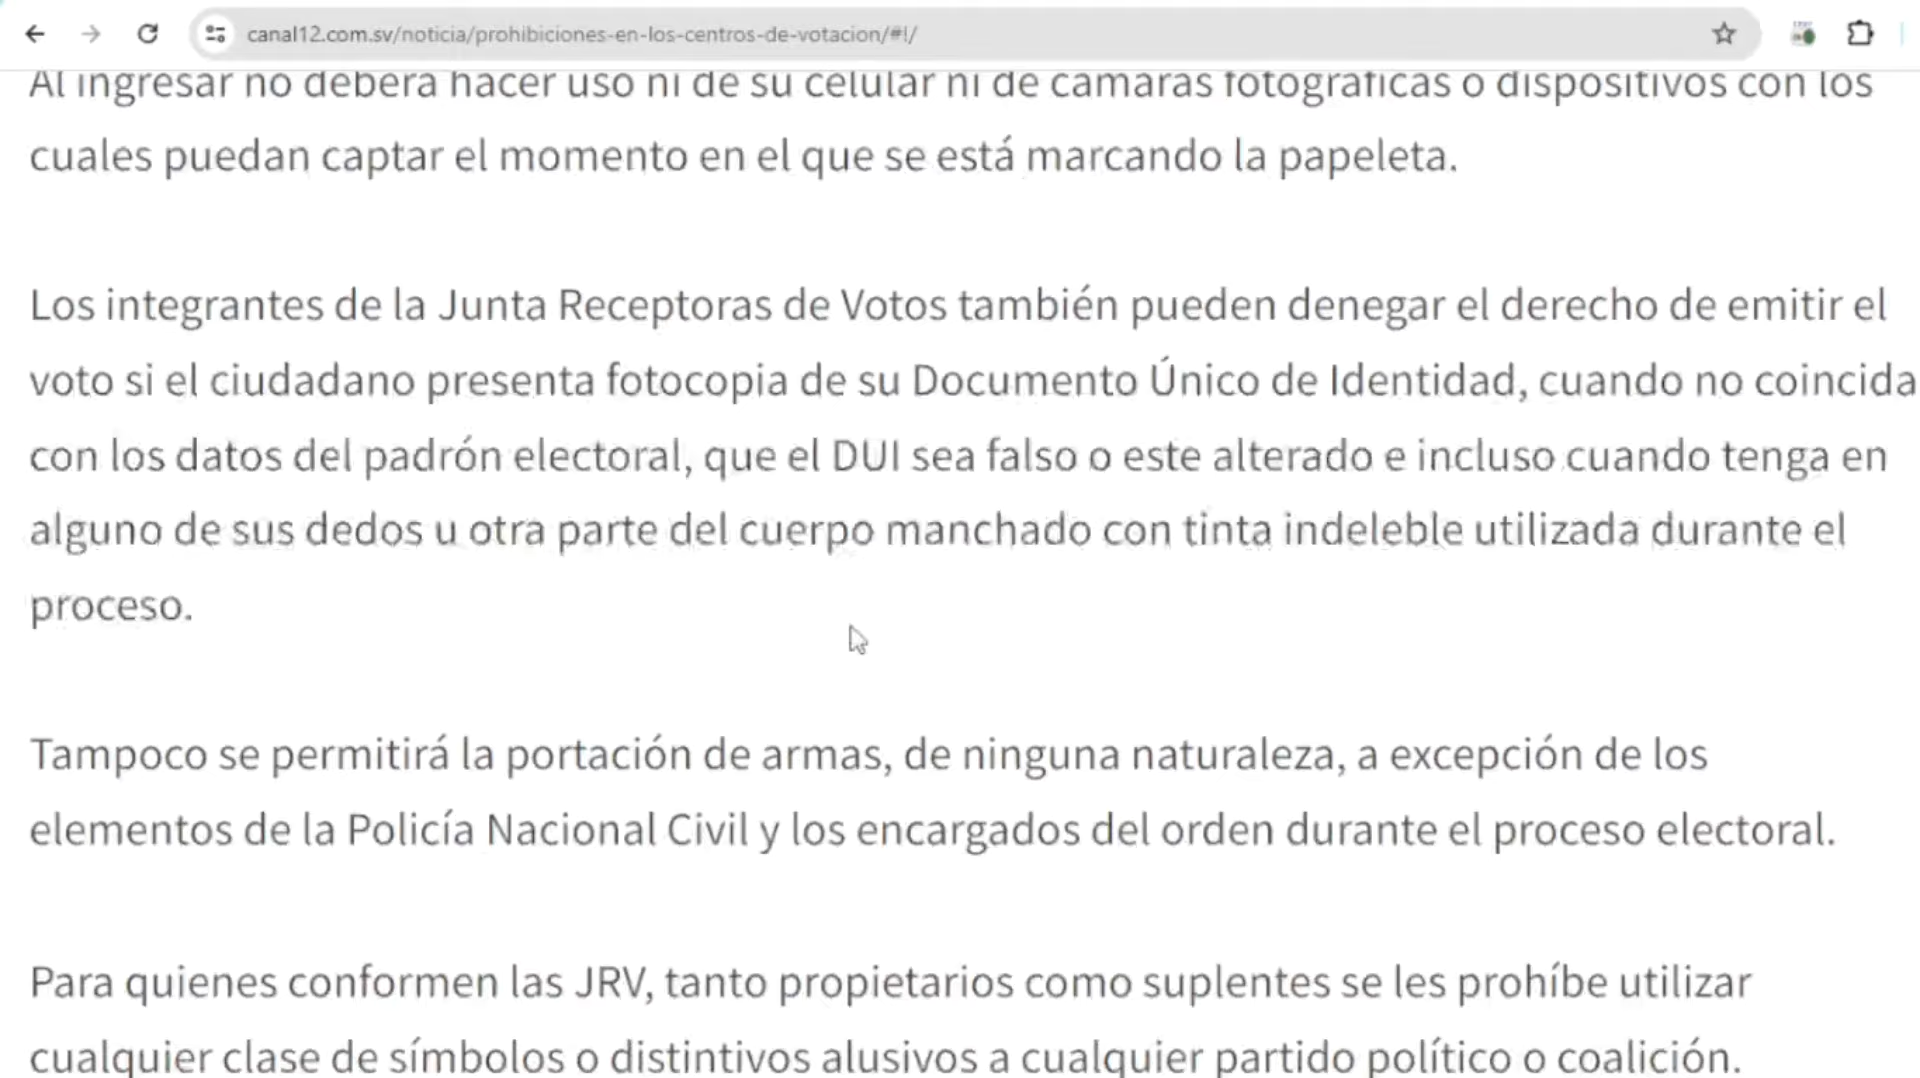 canal12.com.sv/noticia/prohibiciones-en-los-centros-de-votacion/#!/
Al ingresar no deberá hacer uso ni de su celular ni de cámaras fotográficas o dispositivos con los
cuales puedan captar el momento en el que se está marcando la papeleta.
Los integrantes de la Junta Receptoras de Votos también pueden denegar el derecho de emitir el
voto si el ciudadano presenta fotocopia de su Documento Único de Identidad, cuando no coincida
con los datos del padrón electoral, que el DUI sea falso o este alterado e incluso cuando tenga en
alguno de sus dedos u otra parte del cuerpo manchado con tinta indeleble utilizada durante el
proceso.
Tampoco se permitirá la portación de armas, de ninguna naturaleza, a excepción de los
elementos de la Policía Nacional Civil y los encargados del orden durante el proceso electoral.
Para quienes conformen las JRV, tanto propietarios como suplentes se les prohíbe utilizar
cualquier clase de símbolos o distintivos alusivos a cualquier partido político o coalición.